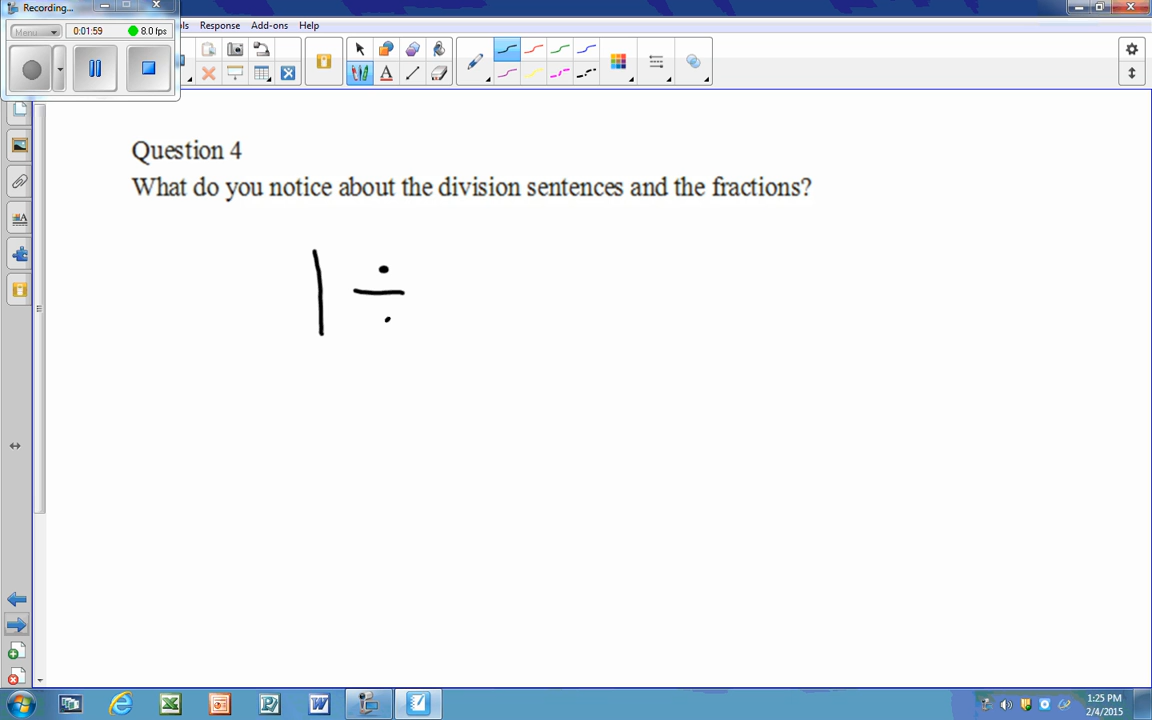 Recording...
Menu 0:01:59 8.0 fps
Response Add-ons Help
Question 4
What do you notice about the division sentences and the fractions?
1 ÷
1:25 PM
2/4/2015